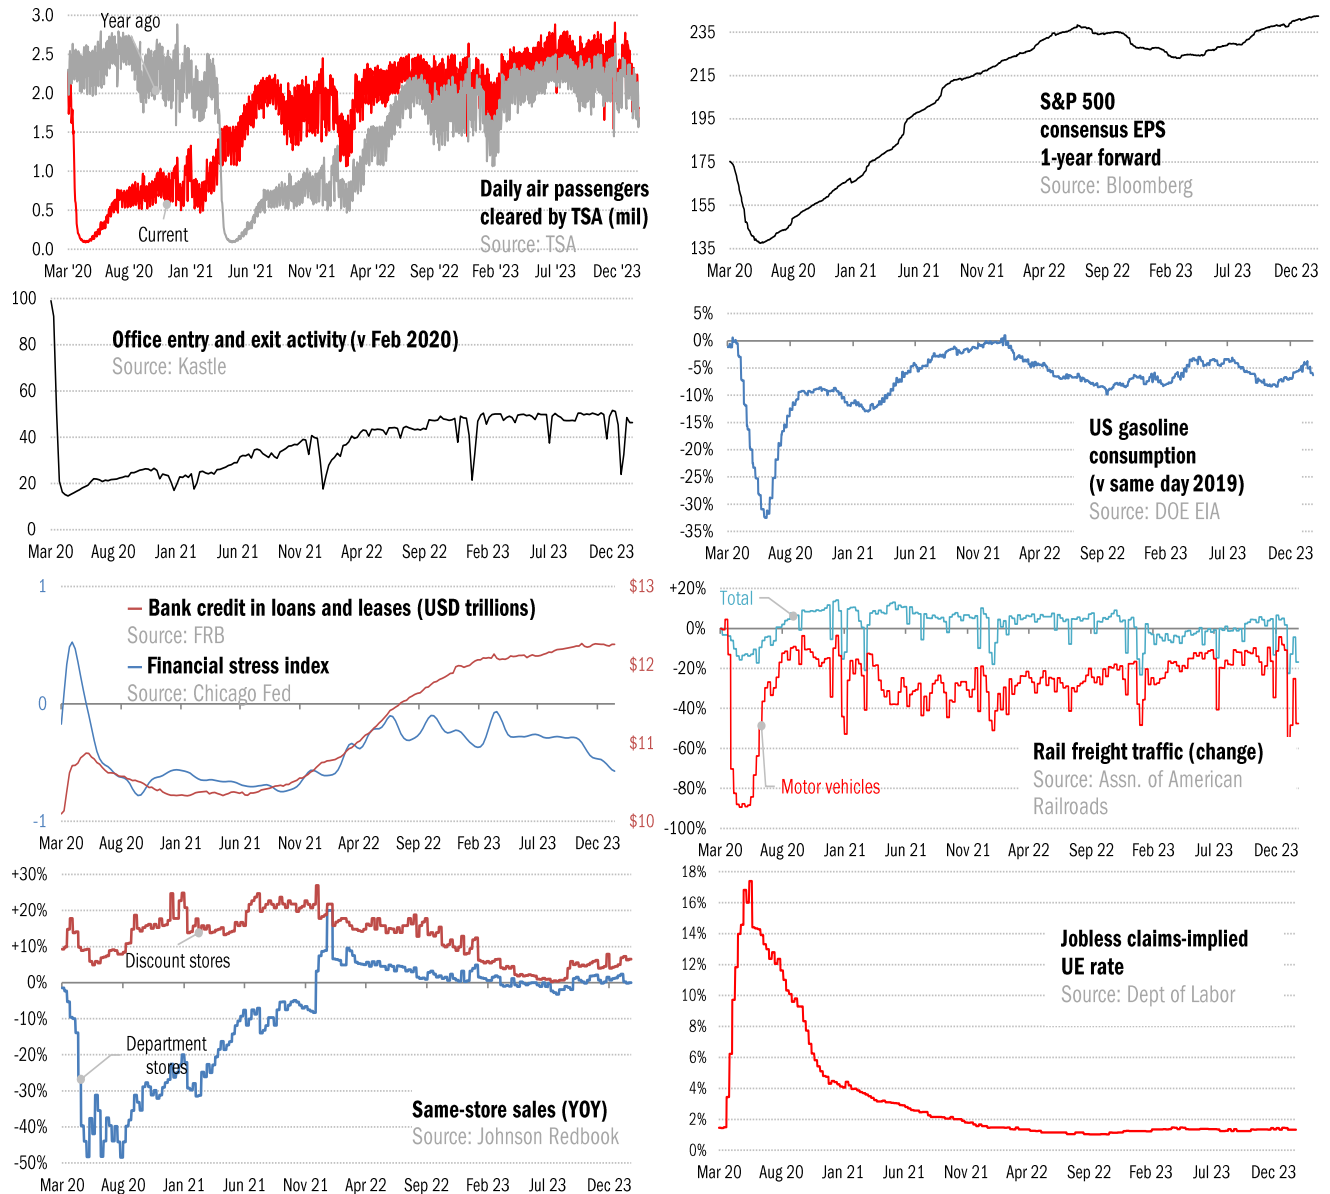 3.0
2.5
2.0
1.5
1.0
0.5
0.0
Year ago
Current
Daily air passengers
cleared by TSA (mil)
Source: TSA
Mar '20 Aug '20 Jan '21 Jun '21 Nov '21 Apr '22 Sep '22 Feb '23 Jul '23 Dec '23
235
215
195
175
155
135
S&P 500
consensus EPS
1-year forward
Source: Bloomberg
Mar 20 Aug 20 Jan 21 Jun 21 Nov 21 Apr 22 Sep 22 Feb 23 Jul 23 Dec 23
100
80
60
40
20
0
Office entry and exit activity (v Feb 2020)
Source: Kastle
Mar 20 Aug 20 Jan 21 Jun 21 Nov 21 Apr 22 Sep 22 Feb 23 Jul 23 Dec 23
5%
0%
-5%
-10%
-15%
-20%
-25%
-30%
-35%
US gasoline
consumption
(v same day 2019)
Source: DOE EIA
Mar 20 Aug 20 Jan 21 Jun 21 Nov 21 Apr 22 Sep 22 Feb 23 Jul 23 Dec 23
1
0
-1
Bank credit in loans and leases (USD trillions)
Source: FRB
Financial stress index
Source: Chicago Fed
$13
$12
$11
$10
Mar 20 Aug 20 Jan 21 Jun 21 Nov 21 Apr 22 Sep 22 Feb 23 Jul 23 Dec 23
+20%
0%
-20%
-40%
-60%
-80%
-100%
Total
Motor vehicles
Rail freight traffic (change)
Source: Assn. of American
Railroads
Mar 20 Aug 20 Jan 21 Jun 21 Nov 21 Apr 22 Sep 22 Feb 23 Jul 23 Dec 23
+30%
+20%
+10%
0%
-10%
-20%
-30%
-40%
-50%
Discount stores
Department
stores
Same-store sales (YOY)
Source: Johnson Redbook
Mar 20 Aug 20 Jan 21 Jun 21 Nov 21 Apr 22 Sep 22 Feb 23 Jul 23 Dec 23
18%
16%
14%
12%
10%
8%
6%
4%
2%
0%
Jobless claims-implied
UE rate
Source: Dept of Labor
Mar 20 Aug 20 Jan 21 Jun 21 Nov 21 Apr 22 Sep 22 Feb 23 Jul 23 Dec 23